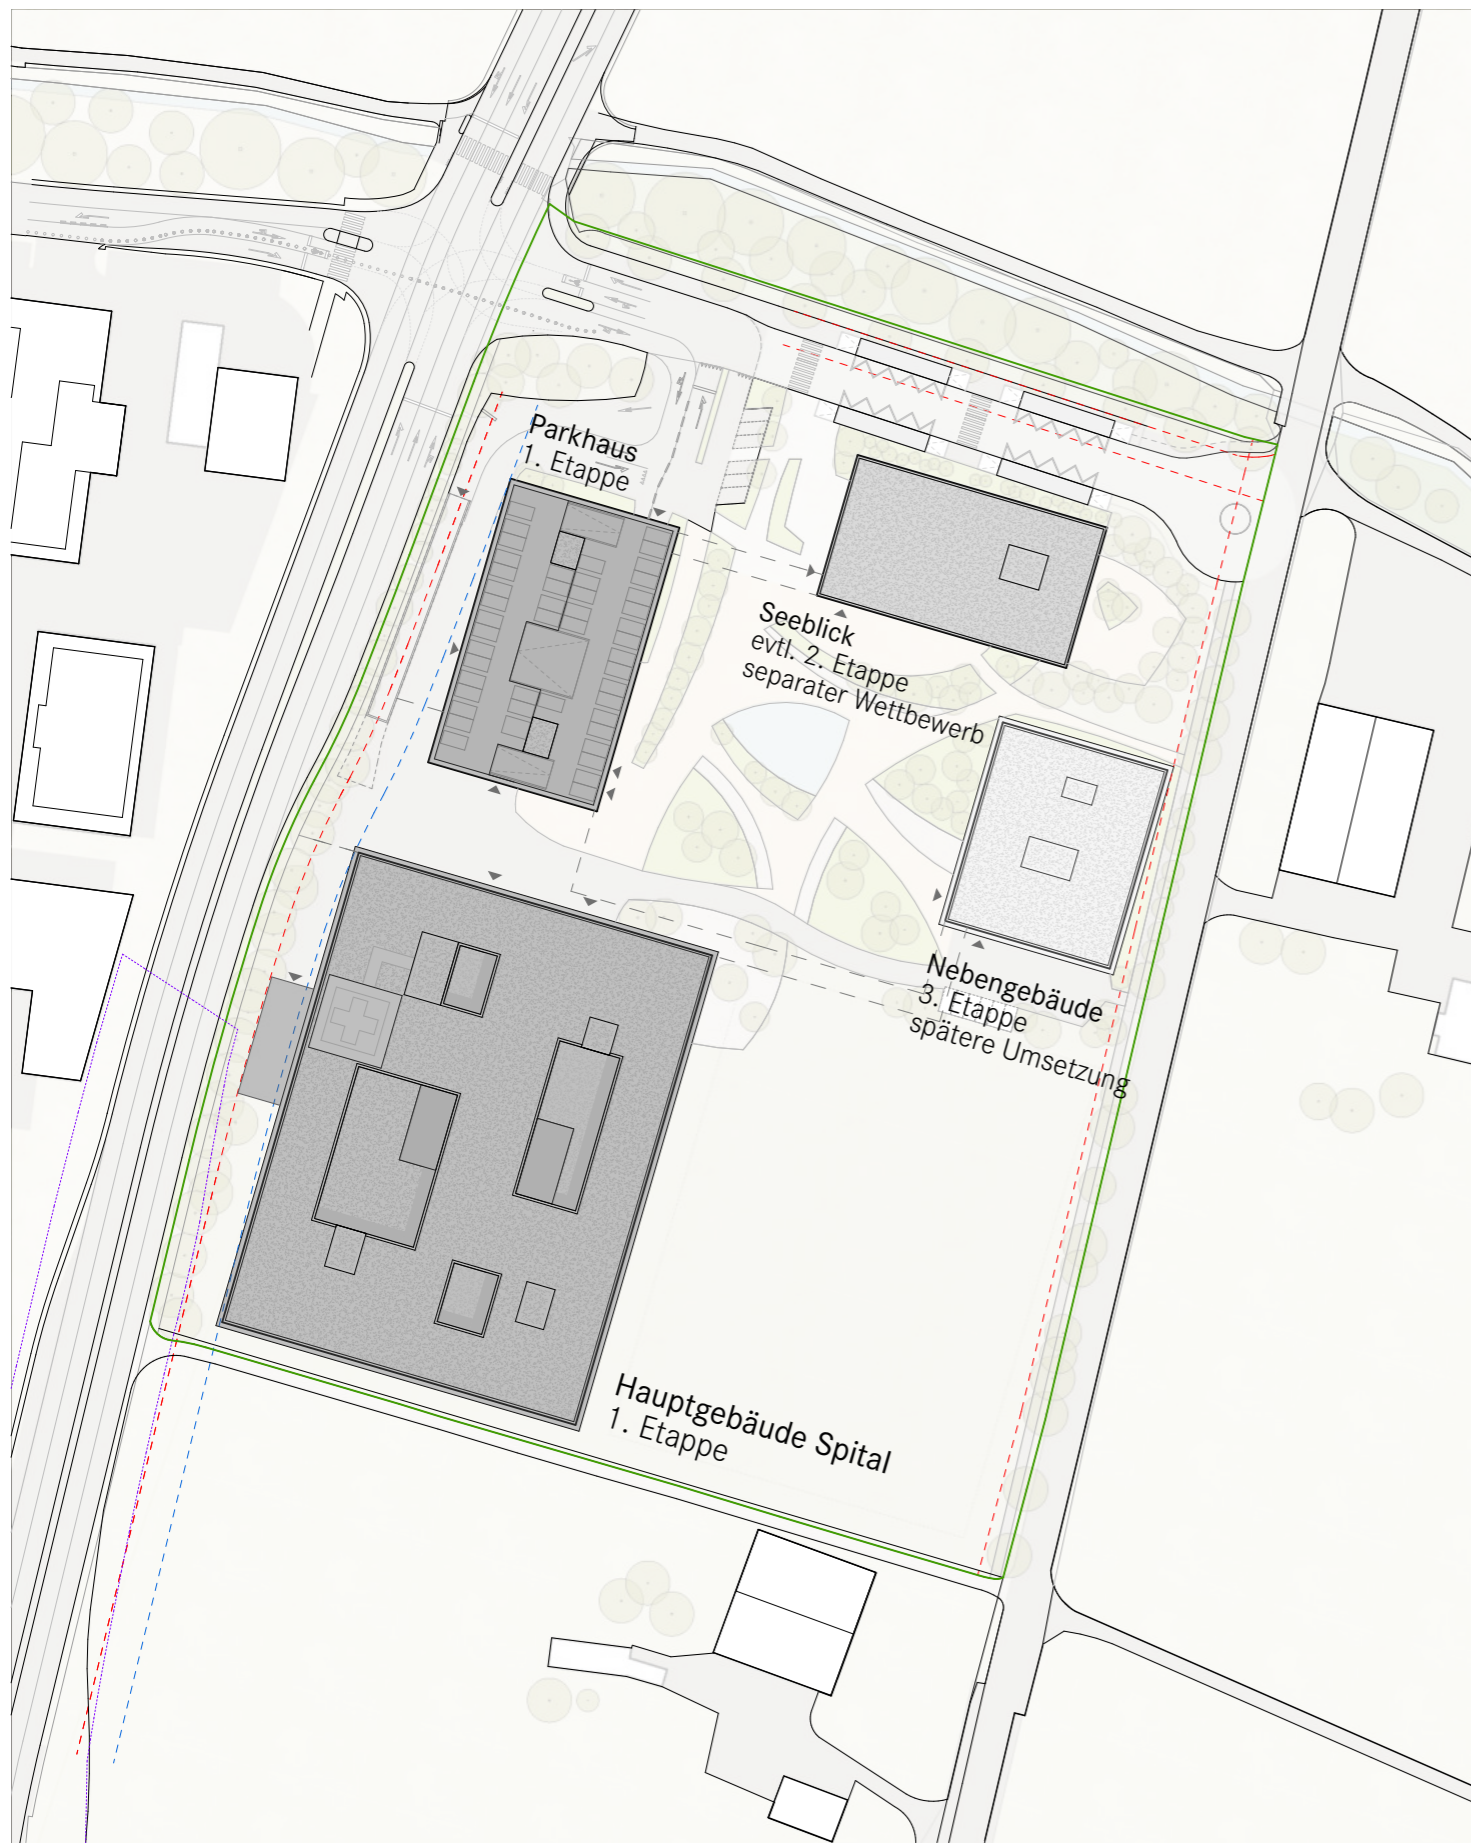 Parkhaus
1. Etappe
Seeblick
evtl. 2. Etappe
separater Wettbewerb
Nebengebäude
3. Etappe
spätere Umsetzung
Hauptgebäude Spital
1. Etappe